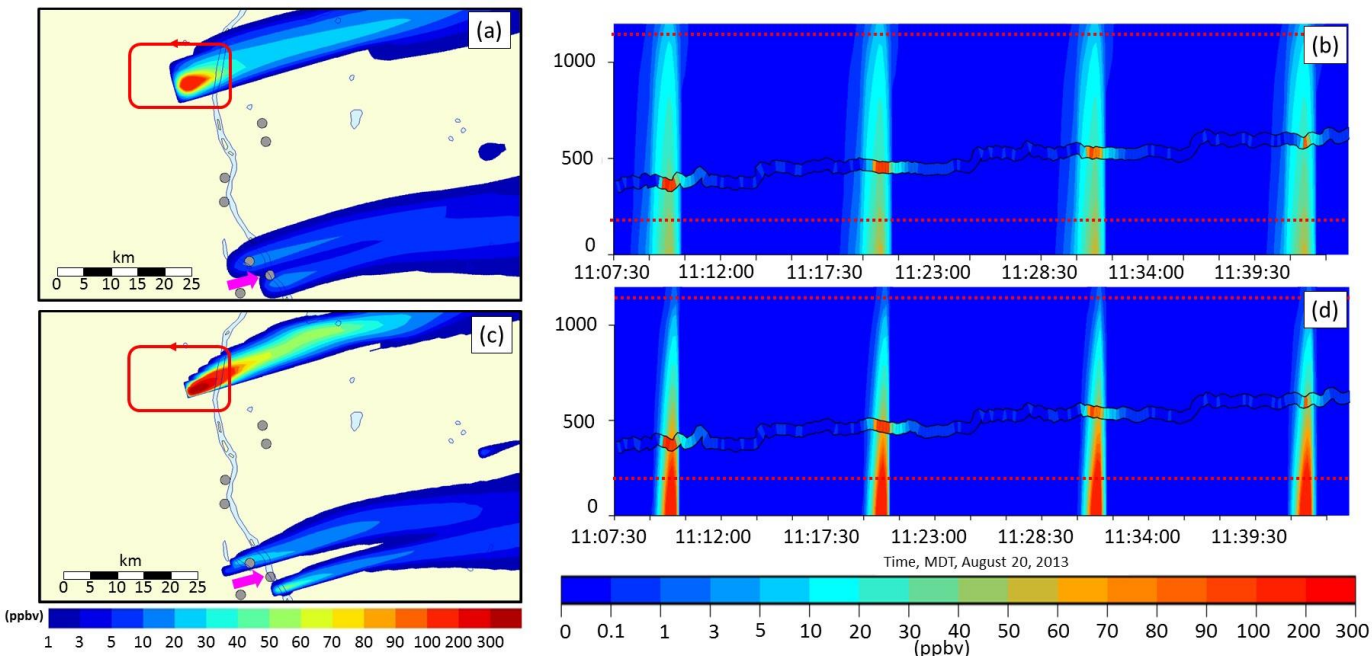 (a)
km
0 5 10 15 20 25
(b)
1000
500
0
11:07:30 11:12:00 11:17:30 11:23:00 11:28:30 11:34:00 11:39:30
(c)
km
0 5 10 15 20 25
(d)
1000
500
0
11:07:30 11:12:00 11:17:30 11:23:00 11:28:30 11:34:00 11:39:30
Time, MDT, August 20, 2013
(ppbv)
1 3 5 10 20 30 40 50 60 70 80 90 100 200 300
0 0.1 1 3 5 10 20 30 40 50 60 70 80 90 100 200 300
(ppbv)